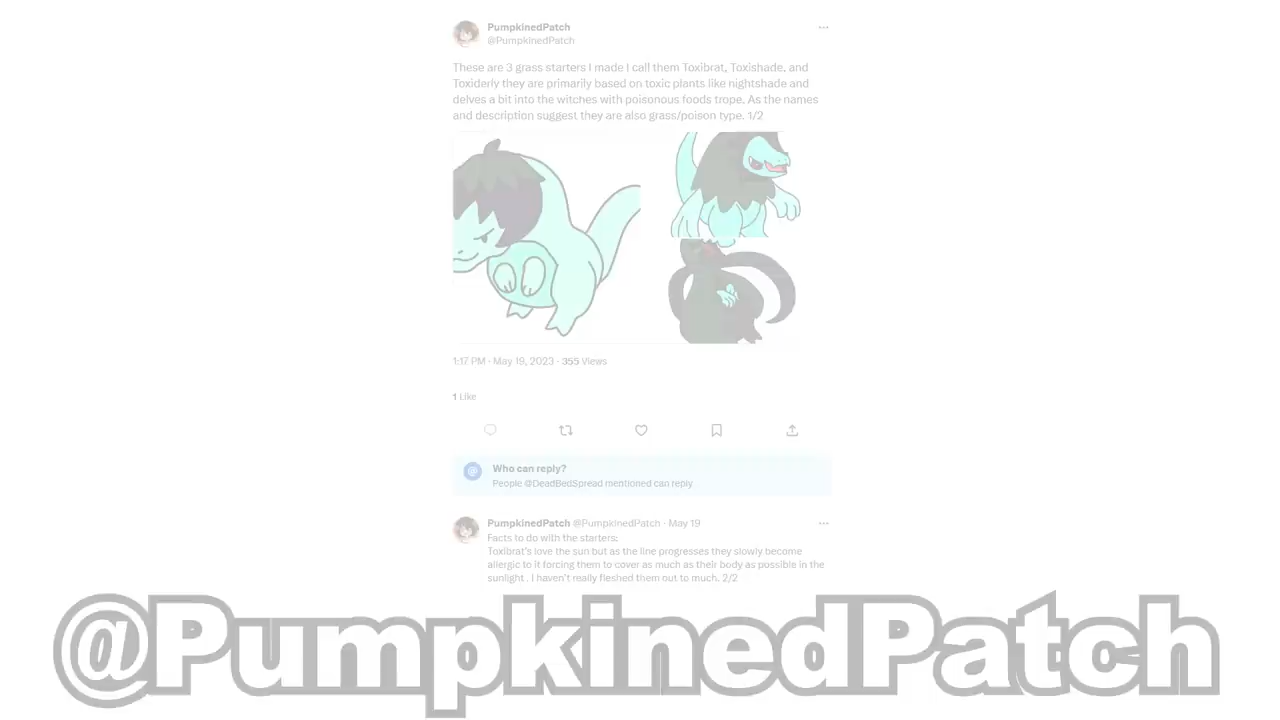 PumpkinedPatch
@PumpkinedPatch
These are 3 grass starters I made I call them Toxibrat, Toxishade, and
Toxiderly they are primarily based on toxic plants like nightshade and
delves a bit into the witches with poisonous foods trope. As the names
and description suggest they are also grass/poison type. 1/2
1:17 PM · May 19, 2023 · 355 Views
1 Like
Who can reply?
People @DeadBedSpread mentioned can reply
PumpkinedPatch @PumpkinedPatch · May 19
Facts to do with the starters:
Toxibrat's love the sun but as the line progresses they slowly become
allergic to it forcing them to cover as much as their body as possible in the
sunlight . I haven't really fleshed them out to much. 2/2
@PumpkinedPatch